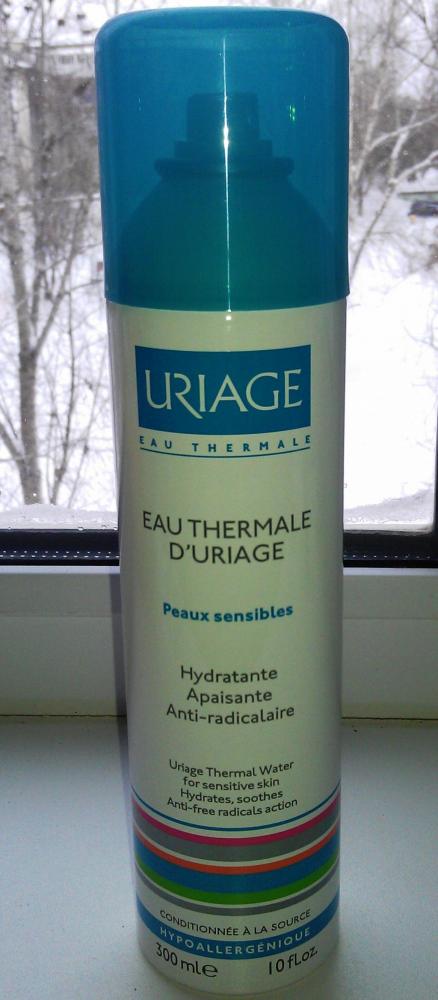 URIAGE
EAU THERMALE
EAU THERMALE
D'URIAGE
Peaux sensibles
Hydratante
Apaisante
Anti-radicalaire
Uriage Thermal Water
for sensitive skin
Hydrates, soothes
Anti-free radicals action
CONDITIONNÉE À LA SOURCE
HYPOALLERGÉNIQUE
300 ml℮ 10 fl.oz.